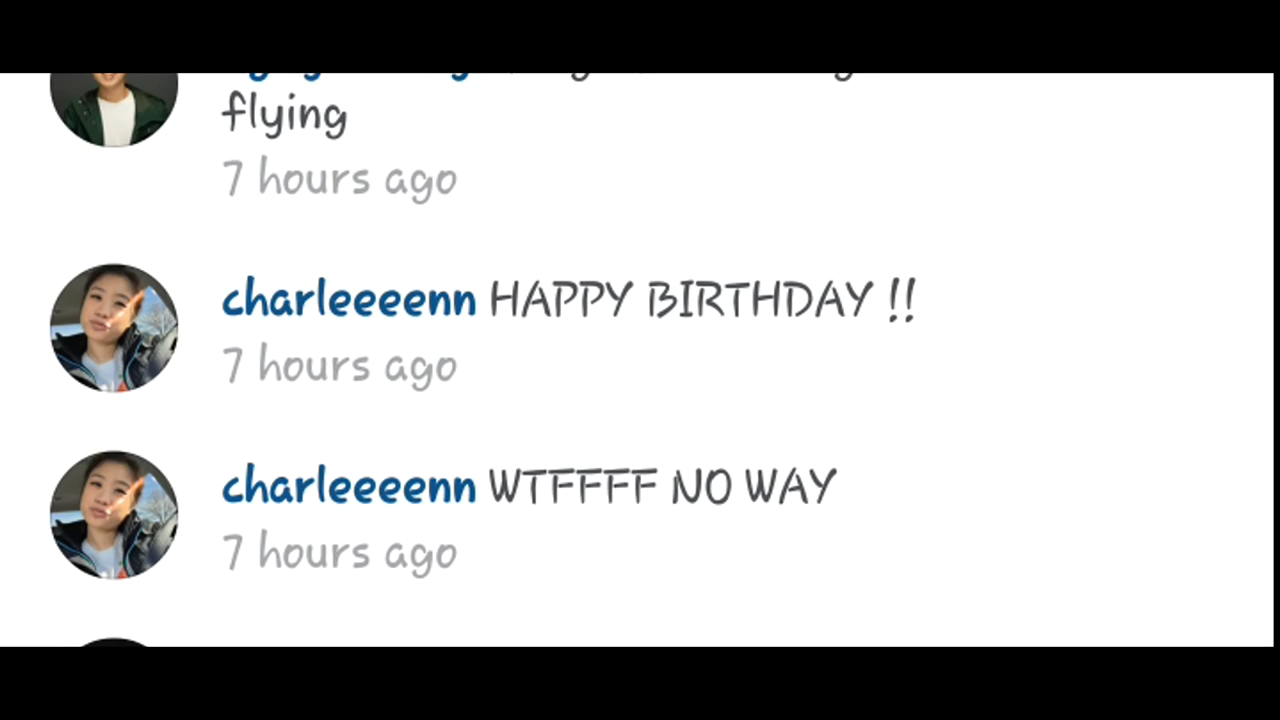 flying
7 hours ago
charleeeenn HAPPY BIRTHDAY !!
7 hours ago
charleeeenn WTFFFF NO WAY
7 hours ago